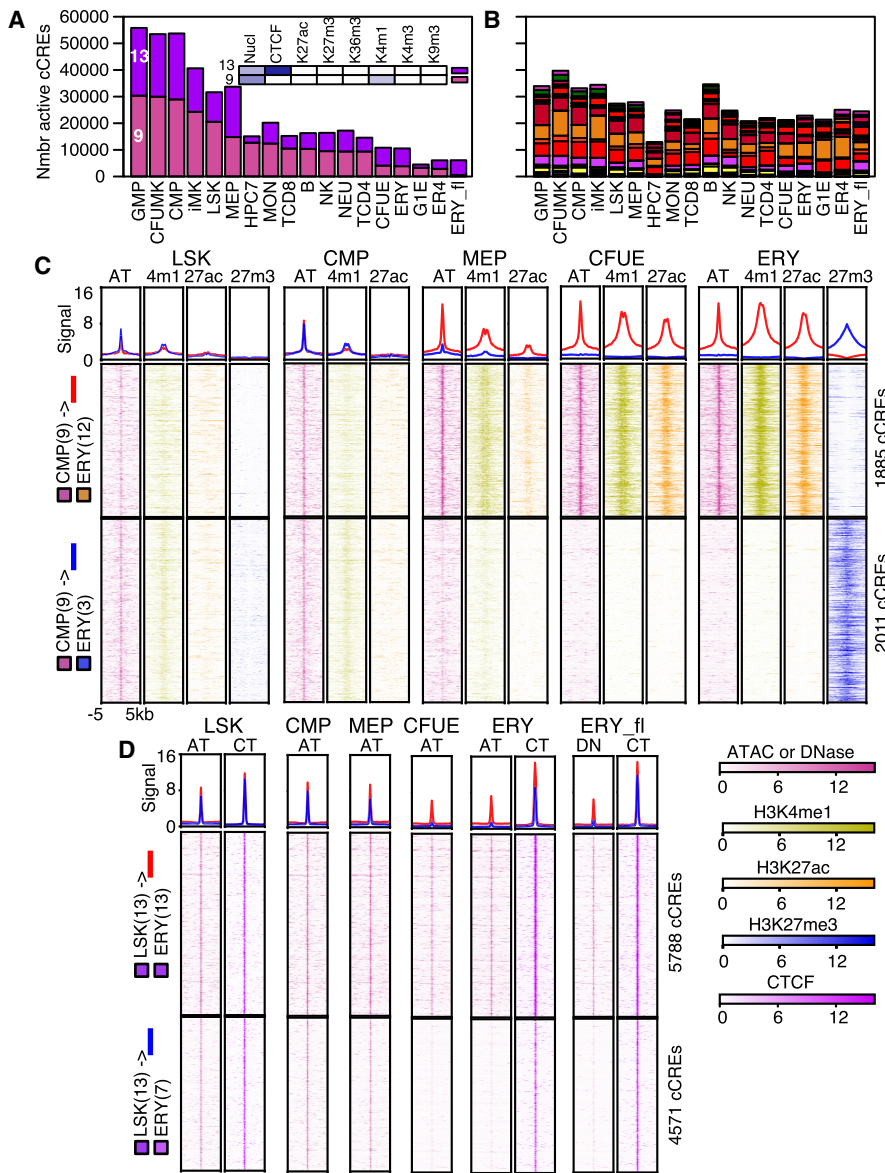 A
B
60000
50000
40000
30000
20000
10000
0
Nmbr active cCREs
13
9
Nucl
CTCF
K27ac
K27m3
K36m3
K4m1
K4m3
K9m3
13
9
GMP
CFUMK
CMP
iMK
LSK
MEP
HPC7
MON
TCD8
B
NK
NEU
TCD4
CFUE
ERY
G1E
ER4
ERY_fl
GMP
CFUMK
CMP
iMK
LSK
MEP
HPC7
MON
TCD8
B
NK
NEU
TCD4
CFUE
ERY
G1E
ER4
ERY_fl
C
LSK CMP MEP CFUE ERY
AT 4m1 27ac 27m3 AT 4m1 27ac AT 4m1 27ac AT 4m1 27ac AT 4m1 27ac 27m3
16
8
0
Signal
CMP(9) ->
ERY(12)
1885 cCREs
CMP(9) ->
ERY(3)
2011 cCREs
-5 5kb
D
LSK CMP MEP CFUE ERY ERY_fl
AT CT AT AT AT AT CT DN CT
16
8
0
Signal
LSK(13) ->
ERY(13)
5788 cCREs
LSK(13) ->
ERY(7)
4571 cCREs
ATAC or DNase
0 6 12
H3K4me1
0 6 12
H3K27ac
0 6 12
H3K27me3
0 6 12
CTCF
0 6 12